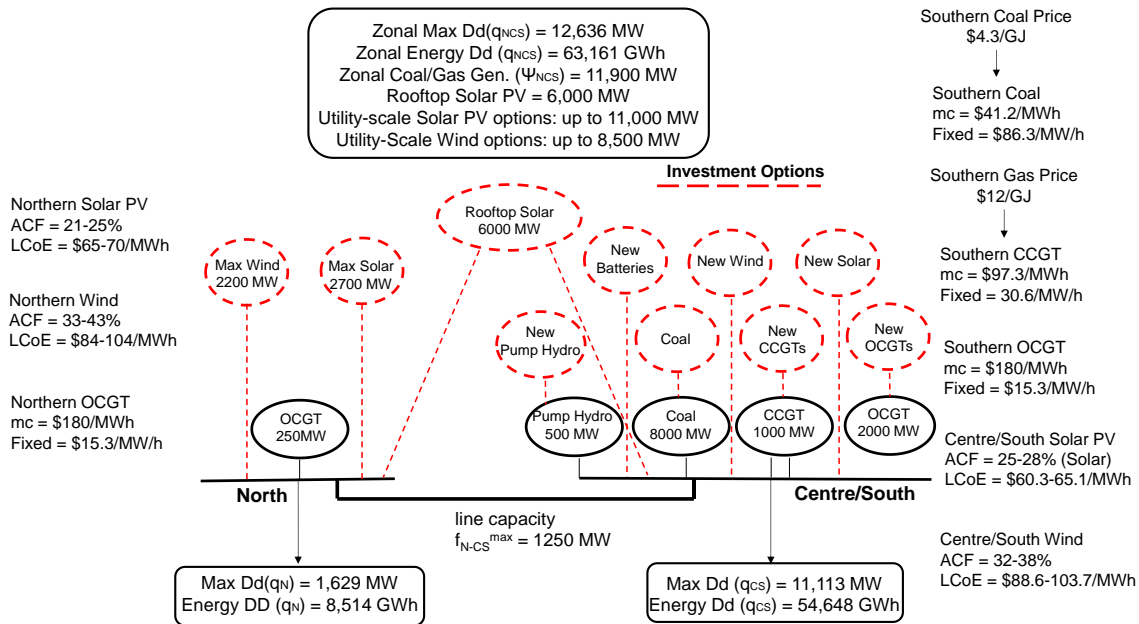 Zonal Max Dd(qNCS) = 12,636 MW
Zonal Energy Dd (qNCS) = 63,161 GWh
Zonal Coal/Gas Gen. (ΨNCS) = 11,900 MW
Rooftop Solar PV = 6,000 MW
Utility-scale Solar PV options: up to 11,000 MW
Utility-Scale Wind options: up to 8,500 MW
Southern Coal Price
$4.3/GJ
Southern Coal
mc = $41.2/MWh
Fixed = $86.3/MW/h
Investment Options
Southern Gas Price
$12/GJ
Southern CCGT
mc = $97.3/MWh
Fixed = 30.6/MW/h
Southern OCGT
mc = $180/MWh
Fixed = $15.3/MW/h
Centre/South Solar PV
ACF = 25-28% (Solar)
LCoE = $60.3-65.1/MWh
Centre/South Wind
ACF = 32-38%
LCoE = $88.6-103.7/MWh
Northern Solar PV
ACF = 21-25%
LCoE = $65-70/MWh
Northern Wind
ACF = 33-43%
LCoE = $84-104/MWh
Northern OCGT
mc = $180/MWh
Fixed = $15.3/MW/h
Rooftop Solar
6000 MW
Max Wind
2200 MW
Max Solar
2700 MW
New
Batteries
New Wind
New Solar
New
Pump Hydro
Coal
New
CCGTs
New
OCGTs
OCGT
250MW
Pump Hydro
500 MW
Coal
8000 MW
CCGT
1000 MW
OCGT
2000 MW
North
Centre/South
line capacity
fN-CSmax = 1250 MW
Max Dd(qN) = 1,629 MW
Energy DD (qN) = 8,514 GWh
Max Dd (qCS) = 11,113 MW
Energy Dd (qCS) = 54,648 GWh